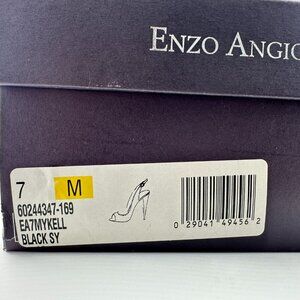 ENZO ANGIO
7 M
60244347-169
EA7MYKELL
BLACK SY
0 29041 49456 2